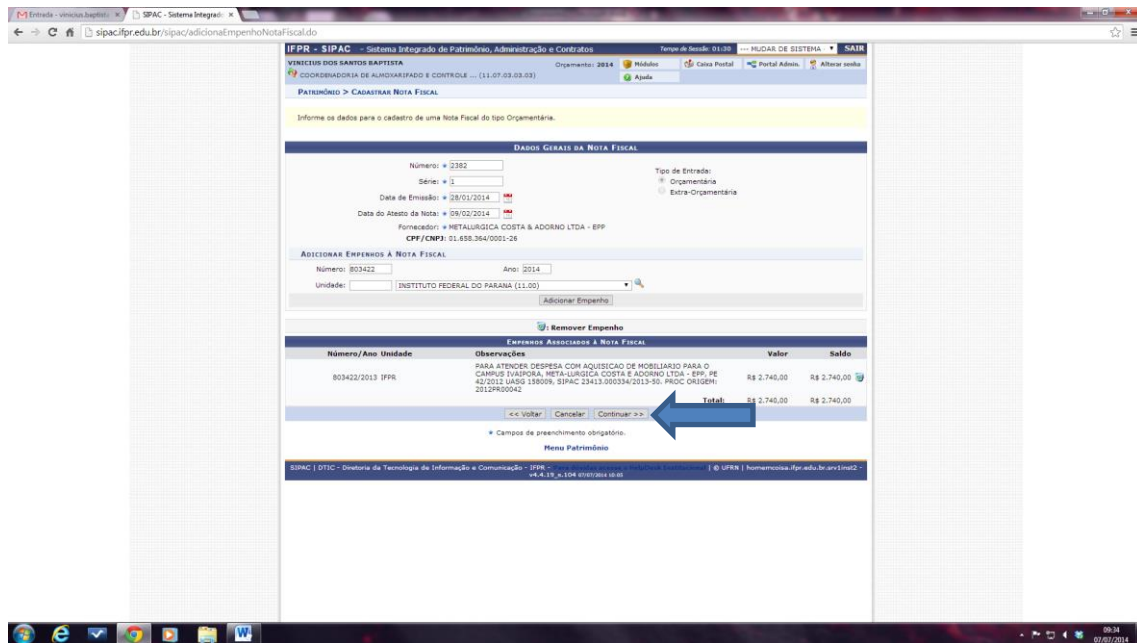 Entrada - vinicius.baptist
SIPAC - Sistema Integrado
sipac.ifpr.edu.br/sipac/adicionaEmpenhoNotaFiscal.do
IFPR - SIPAC - Sistema Integrado de Patrimônio, Administração e Contratos
Tempo de Sessão: 01:30
--- MUDAR DE SISTEMA
SAIR
VINICIUS DOS SANTOS BAPTISTA
Orçamento: 2014
Módulos
Caixa Postal
Portal Admin.
Alterar senha
COORDENADORIA DE ALMOXARIFADO E CONTROLE ... (11.07.03.03.03)
Ajuda
PATRIMÔNIO > CADASTRAR NOTA FISCAL
Informe os dados para o cadastro de uma Nota Fiscal do tipo Orçamentária.
DADOS GERAIS DA NOTA FISCAL
Número: 2382
Tipo de Entrada:
Série: 1
Orçamentária
Extra-Orçamentária
Data de Emissão: 28/01/2014
Data do Atesto da Nota: 09/02/2014
Fornecedor: METALURGICA COSTA & ADORNO LTDA - EPP
CPF/CNPJ: 01.658.364/0001-26
ADICIONAR EMPENHOS À NOTA FISCAL
Número: 803422 Ano: 2014
Unidade: INSTITUTO FEDERAL DO PARANA (11.00)
Adicionar Empenho
: Remover Empenho
EMPENHOS ASSOCIADOS À NOTA FISCAL
Número/Ano Unidade Observações Valor Saldo
PARA ATENDER DESPESA COM AQUISICAO DE MOBILIARIO PARA O
CAMPUS IVAIPORA, META-LURGICA COSTA E ADORNO LTDA - EPP, PE
803422/2013 IFPR R$ 2.740,00 R$ 2.740,00
42/2012 UASG 158009, SIPAC 23413.000334/2013-50. PROC ORIGEM:
2012PR00042
Total: R$ 2.740,00 R$ 2.740,00
<< Voltar Cancelar Continuar >>
Campos de preenchimento obrigatório.
Menu Patrimônio
SIPAC | DTIC - Diretoria da Tecnologia de Informação e Comunicação - IFPR - | © UFRN | homemcoisa.ifpr.edu.br.srv1inst2 -
v4.4.19_s.104 07/07/2014
09:34
07/07/2014